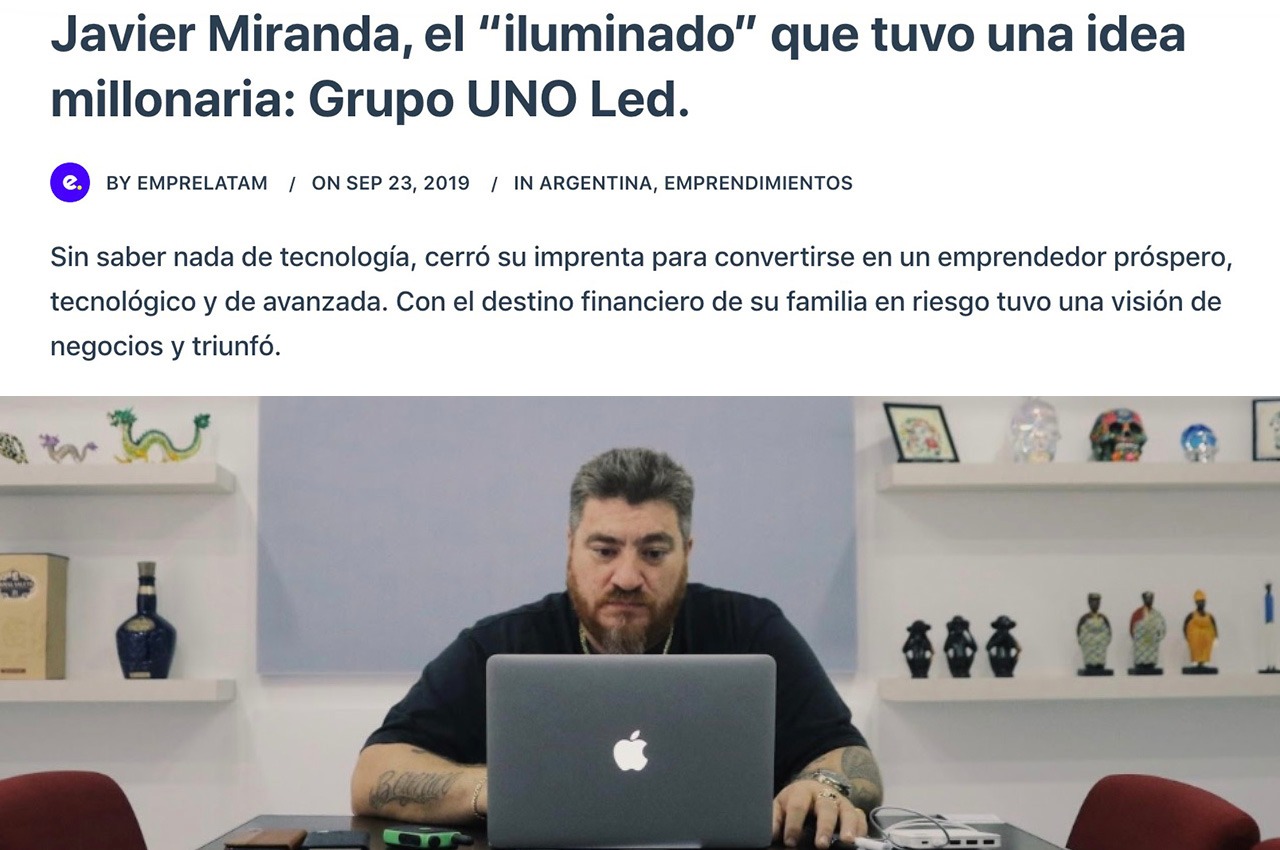 Javier Miranda, el “iluminado” que tuvo una idea
millonaria: Grupo UNO Led.
e. BY EMPRELATAM / ON SEP 23, 2019 / IN ARGENTINA, EMPRENDIMIENTOS
Sin saber nada de tecnología, cerró su imprenta para convertirse en un emprendedor próspero,
tecnológico y de avanzada. Con el destino financiero de su familia en riesgo tuvo una visión de
negocios y triunfó.